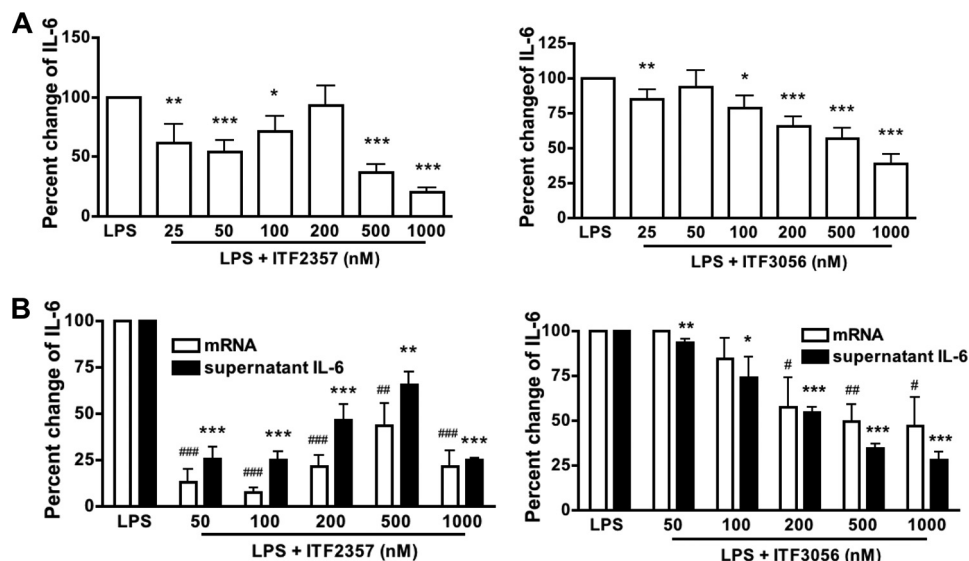 A
Percent change of IL-6
150
100
50
0
** *** * *** ***
LPS 25 50 100 200 500 1000
LPS + ITF2357 (nM)
Percent changeof IL-6
125
100
75
50
25
0
** * *** *** ***
LPS 25 50 100 200 500 1000
LPS + ITF3056 (nM)
B
Percent change of IL-6
100
75
50
25
0
mRNA
supernatant IL-6
### *** ### *** ### *** ## ** ### ***
LPS 50 100 200 500 1000
LPS + ITF2357 (nM)
Percent change of IL-6
100
75
50
25
0
mRNA
supernatant IL-6
** * # *** ## *** # ***
LPS 50 100 200 500 1000
LPS + ITF3056 (nM)